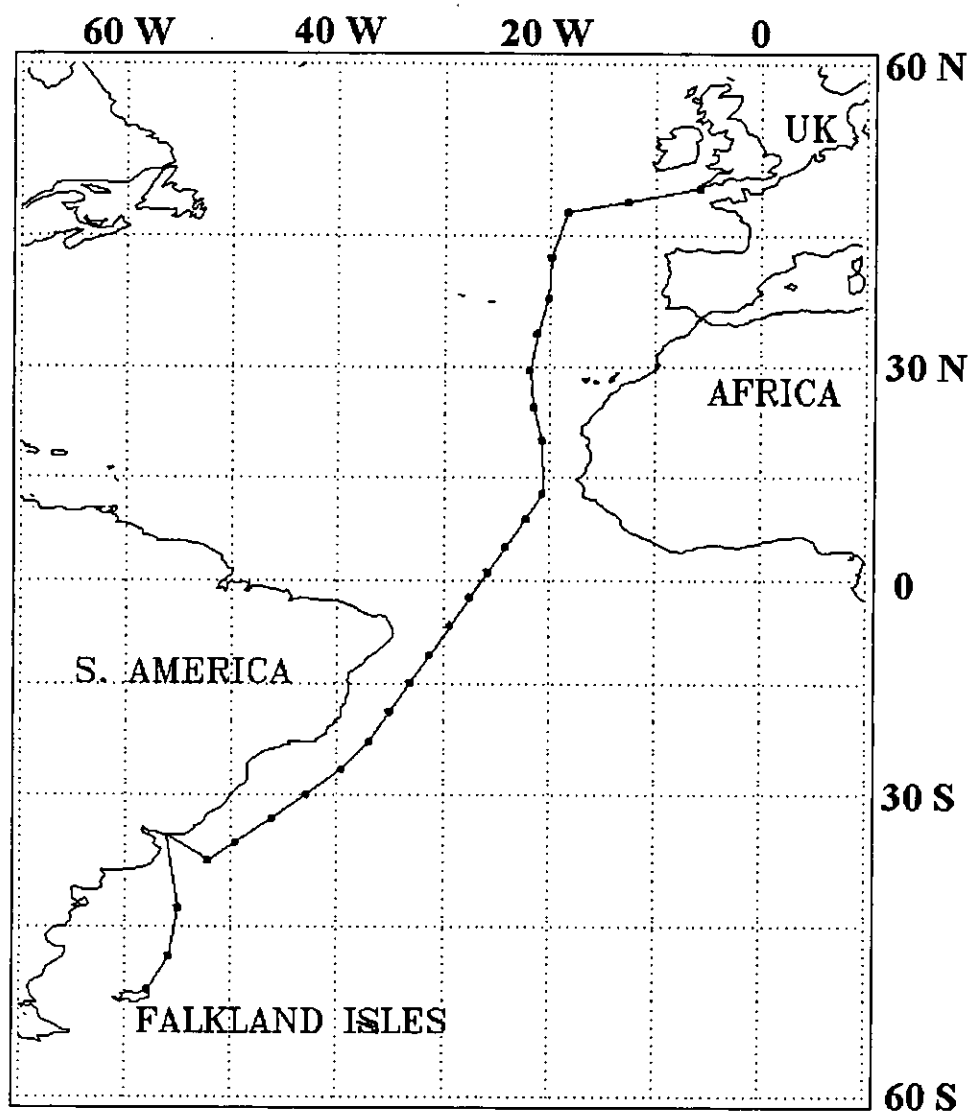 60 W 40 W 20 W 0
60 N
UK
30 N
AFRICA
0
S. AMERICA
30 S
FALKLAND ISLES
60 S